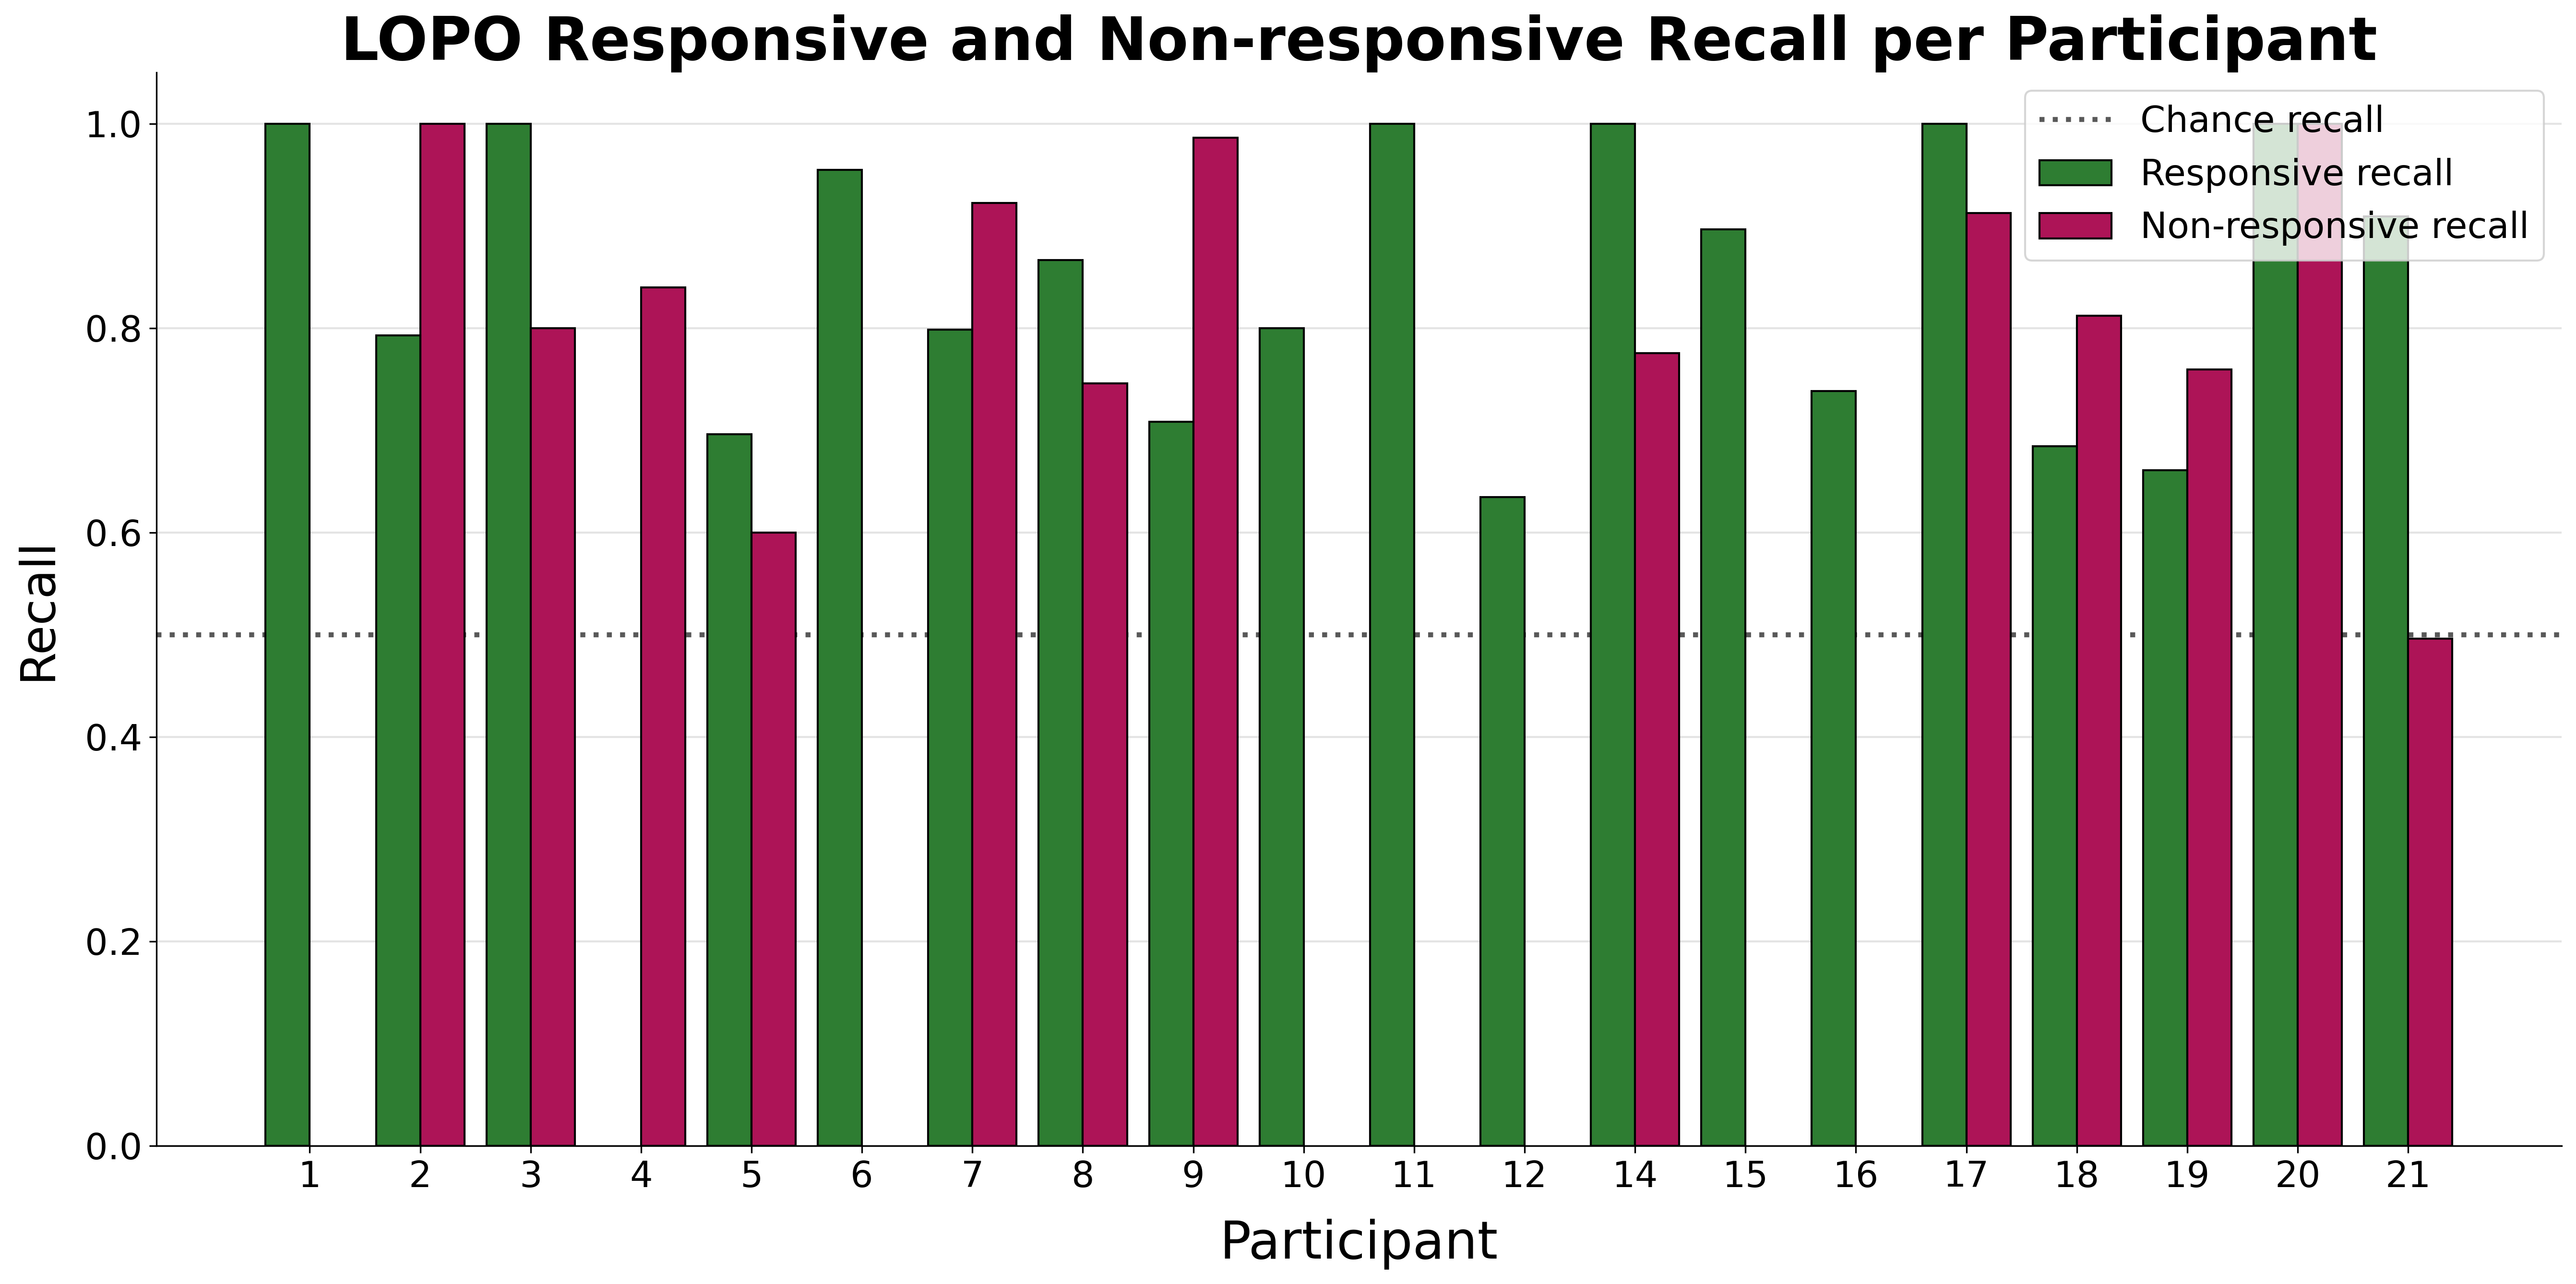 LOPO Responsive and Non-responsive Recall per Participant
Chance recall
Responsive recall
Non-responsive recall
1.0
0.8
0.6
0.4
0.2
0.0
Recall
1 2 3 4 5 6 7 8 9 10 11 12 14 15 16 17 18 19 20 21
Participant